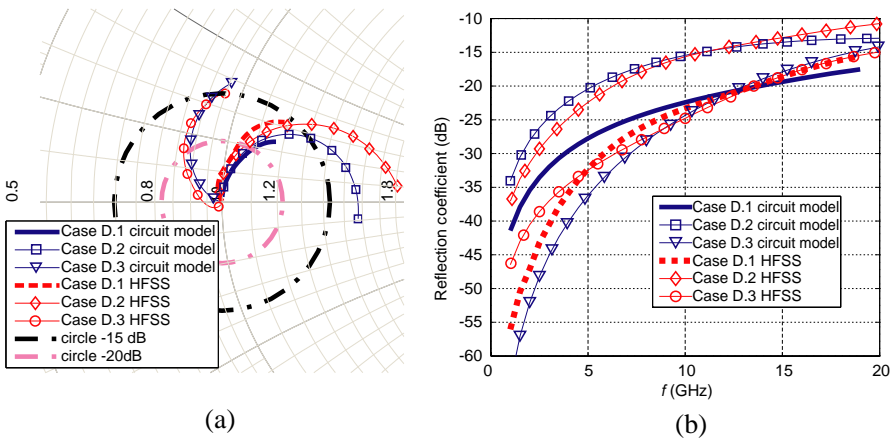 0.5
0.8
1.2
1.8
Case D.1 circuit model
Case D.2 circuit model
Case D.3 circuit model
Case D.1 HFSS
Case D.2 HFSS
Case D.3 HFSS
circle -15 dB
circle -20dB
(a)
Reflection coefficient (dB)
-10
-15
-20
-25
-30
-35
-40
-45
-50
-55
-60
Case D.1 circuit model
Case D.2 circuit model
Case D.3 circuit model
Case D.1 HFSS
Case D.2 HFSS
Case D.3 HFSS
0 5 10 15 20
f (GHz)
(b)